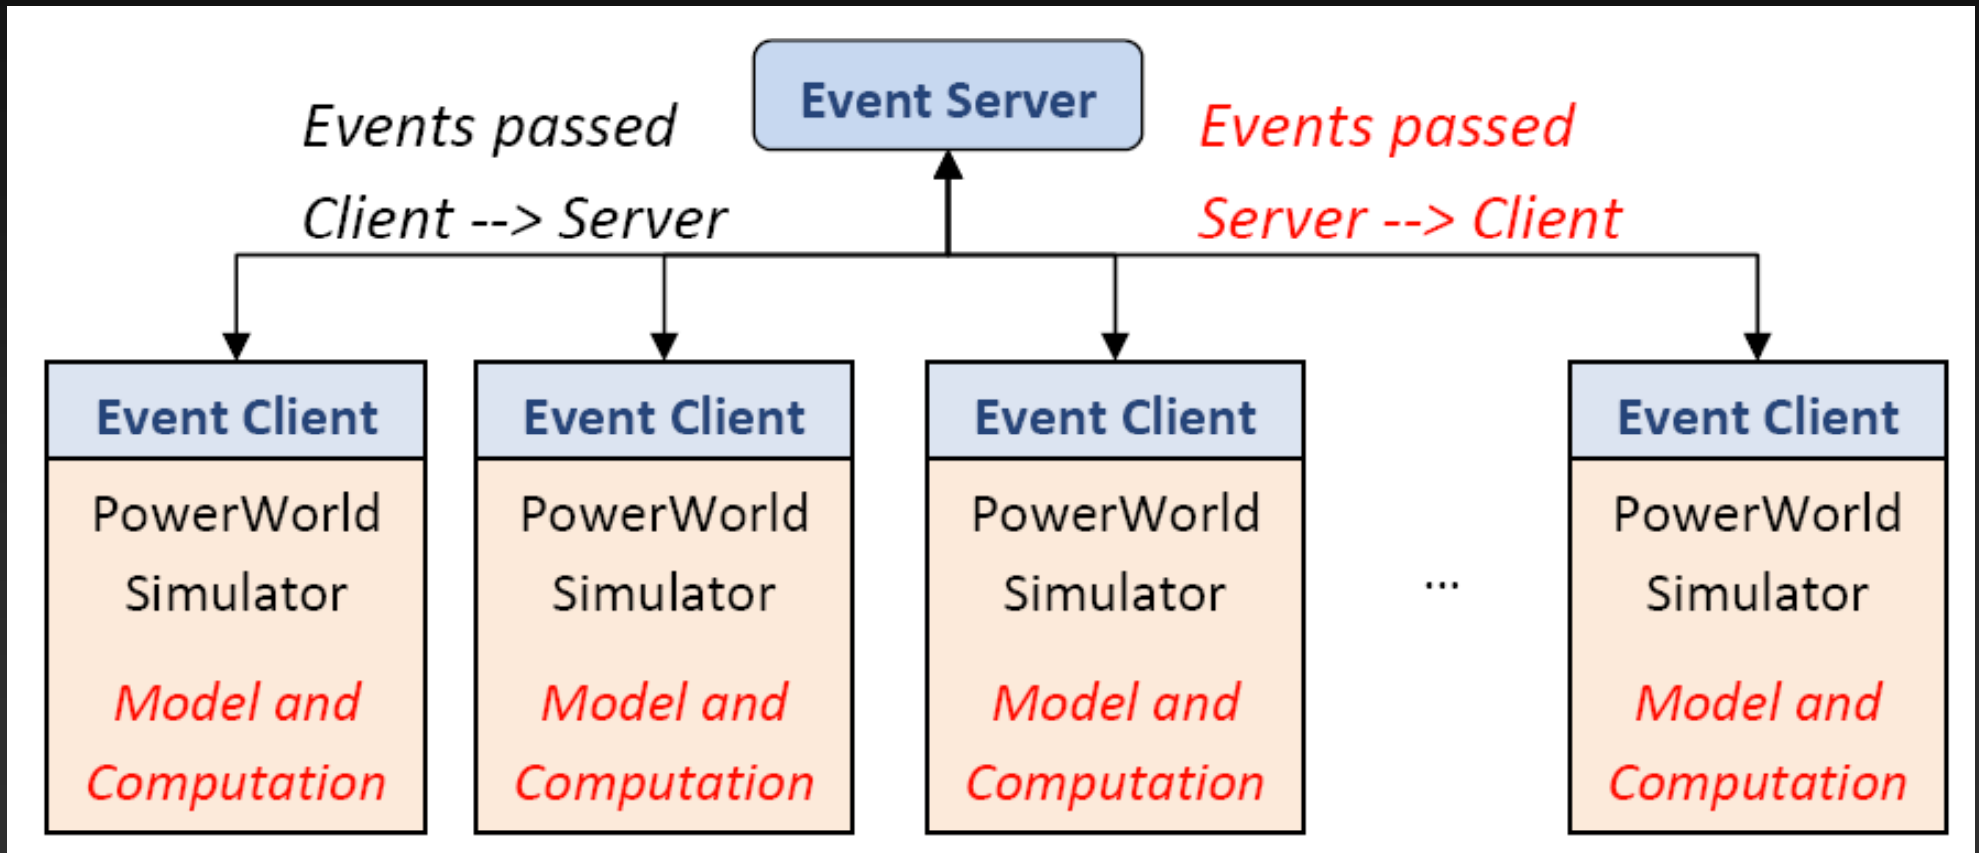 Event Server
Events passed
Client --> Server
Events passed
Server --> Client
Event Client
PowerWorld
Simulator
Model and
Computation
Event Client
PowerWorld
Simulator
Model and
Computation
Event Client
PowerWorld
Simulator
Model and
Computation
...
Event Client
PowerWorld
Simulator
Model and
Computation